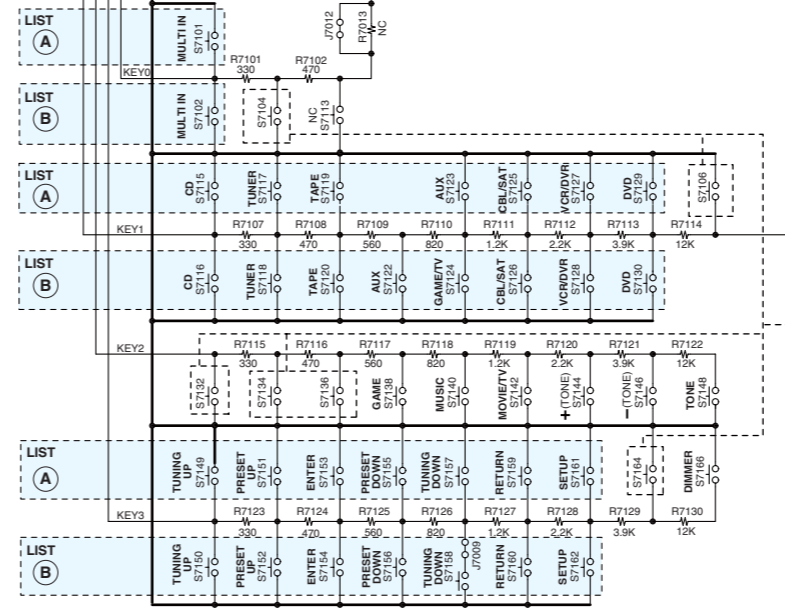 LIST
A
MULTI IN
S7101
J7012
R7013
NC
R7101
330
R7102
470
KEY0
LIST
B
MULTI IN
S7102
S7104
NC
S7113
LIST
A
CD
S7115
TUNER
S7117
TAPE
S7119
AUX
S7123
CBL/SAT
S7125
VCR/DVR
S7127
DVD
S7129
S7106
KEY1
R7107
330
R7108
470
R7109
560
R7110
820
R7111
1.2K
R7112
2.2K
R7113
3.9K
R7114
12K
LIST
B
CD
S7116
TUNER
S7118
TAPE
S7120
AUX
S7122
GAME/TV
S7124
CBL/SAT
S7126
VCR/DVR
S7128
DVD
S7130
KEY2
R7115
330
R7116
470
R7117
560
R7118
820
R7119
1.2K
R7120
2.2K
R7121
3.9K
R7122
12K
S7132
S7134
S7136
GAME
S7138
MUSIC
S7140
MOVIE/TV
S7142
+ (TONE)
S7144
− (TONE)
S7146
TONE
S7148
LIST
A
TUNING
UP
S7149
PRESET
UP
S7151
ENTER
S7153
PRESET
DOWN
S7155
TUNING
DOWN
S7157
RETURN
S7159
SETUP
S7161
S7164
DIMMER
S7166
KEY3
R7123
330
R7124
470
R7125
560
R7126
820
R7127
1.2K
R7128
2.2K
R7129
3.9K
R7130
12K
LIST
B
TUNING
UP
S7150
PRESET
UP
S7152
ENTER
S7154
PRESET
DOWN
S7156
TUNING
DOWN
S7158
J7009
RETURN
S7160
SETUP
S7162